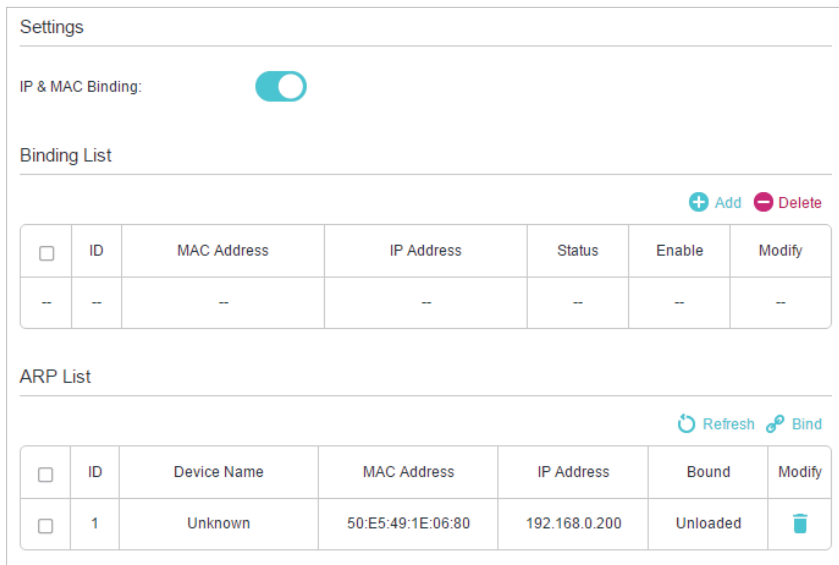 Settings
IP & MAC Binding:
Binding List
Add Delete
ID MAC Address IP Address Status Enable Modify
-- -- -- -- -- -- --
ARP List
Refresh Bind
ID Device Name MAC Address IP Address Bound Modify
1 Unknown 50:E5:49:1E:06:80 192.168.0.200 Unloaded